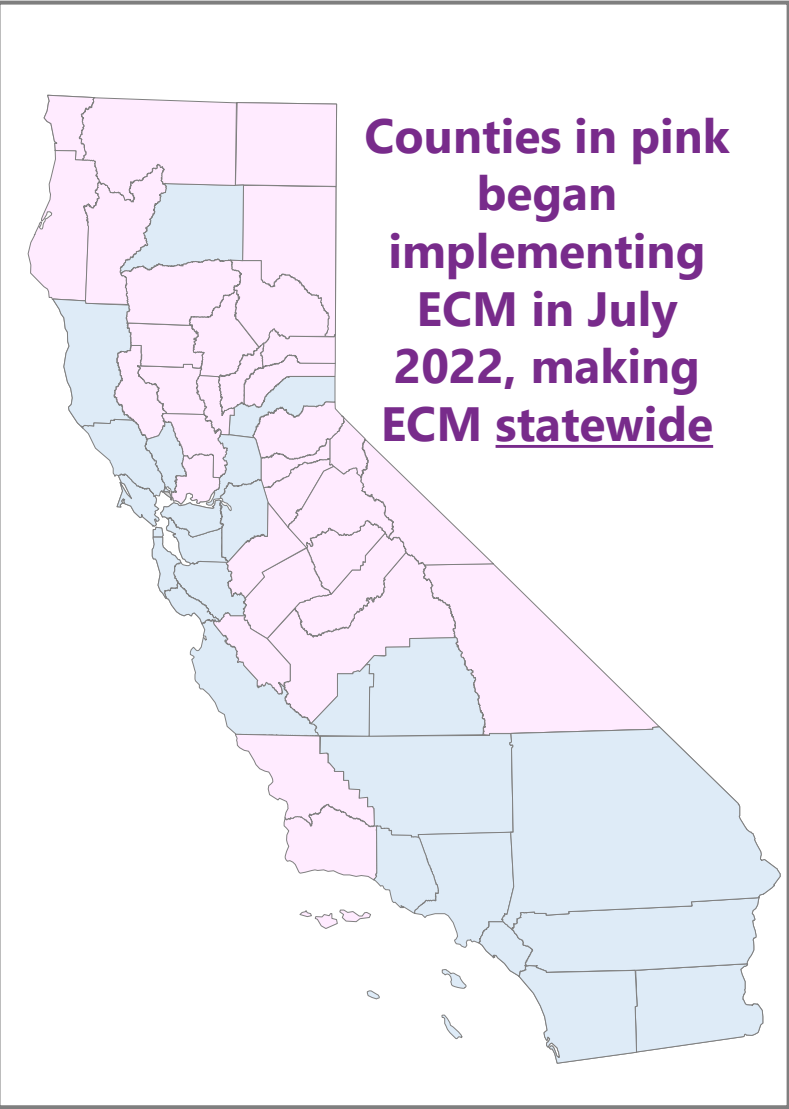 Counties in pink
began
implementing
ECM in July
2022, making
ECM statewide